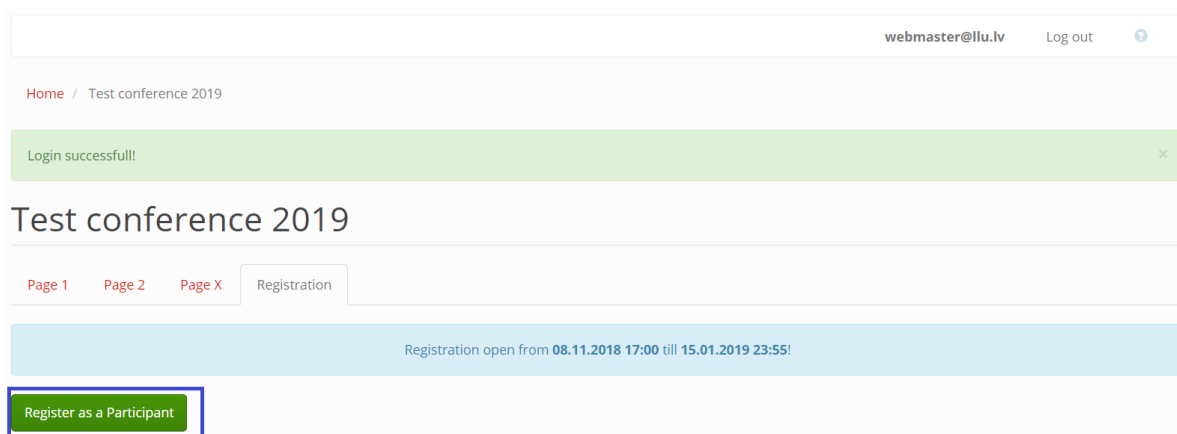 webmaster@llu.lv Log out ?
Home / Test conference 2019
Login successfull! ×
Test conference 2019
Page 1 Page 2 Page X Registration
Registration open from 08.11.2018 17:00 till 15.01.2019 23:55!
Register as a Participant